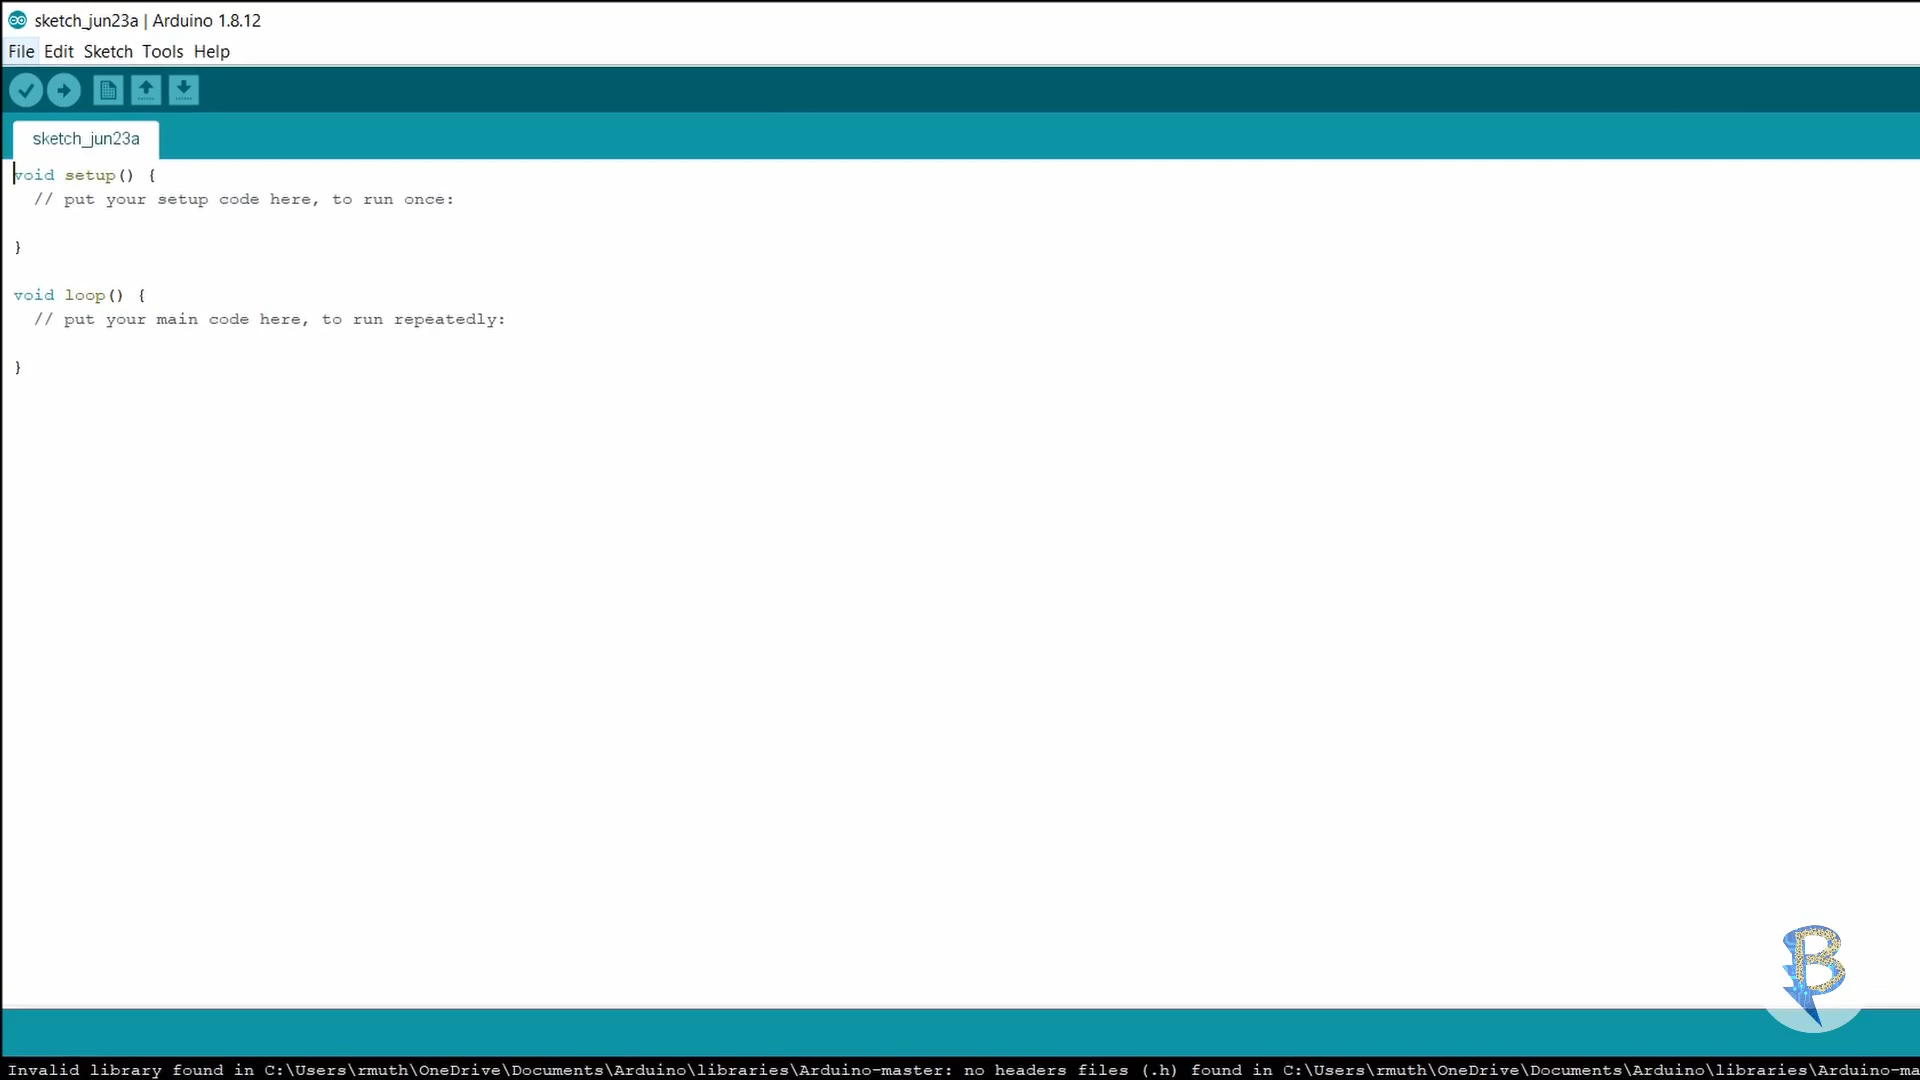 sketch_jun23a | Arduino 1.8.12
File Edit Sketch Tools Help
sketch_jun23a
void setup() {
// put your setup code here, to run once:
}
void loop() {
// put your main code here, to run repeatedly:
}
B
Invalid library found in C:\Users\rmuth\OneDrive\Documents\Arduino\libraries\Arduino-master: no headers files (.h) found in C:\Users\rmuth\OneDrive\Documents\Arduino\libraries\Arduino-ma